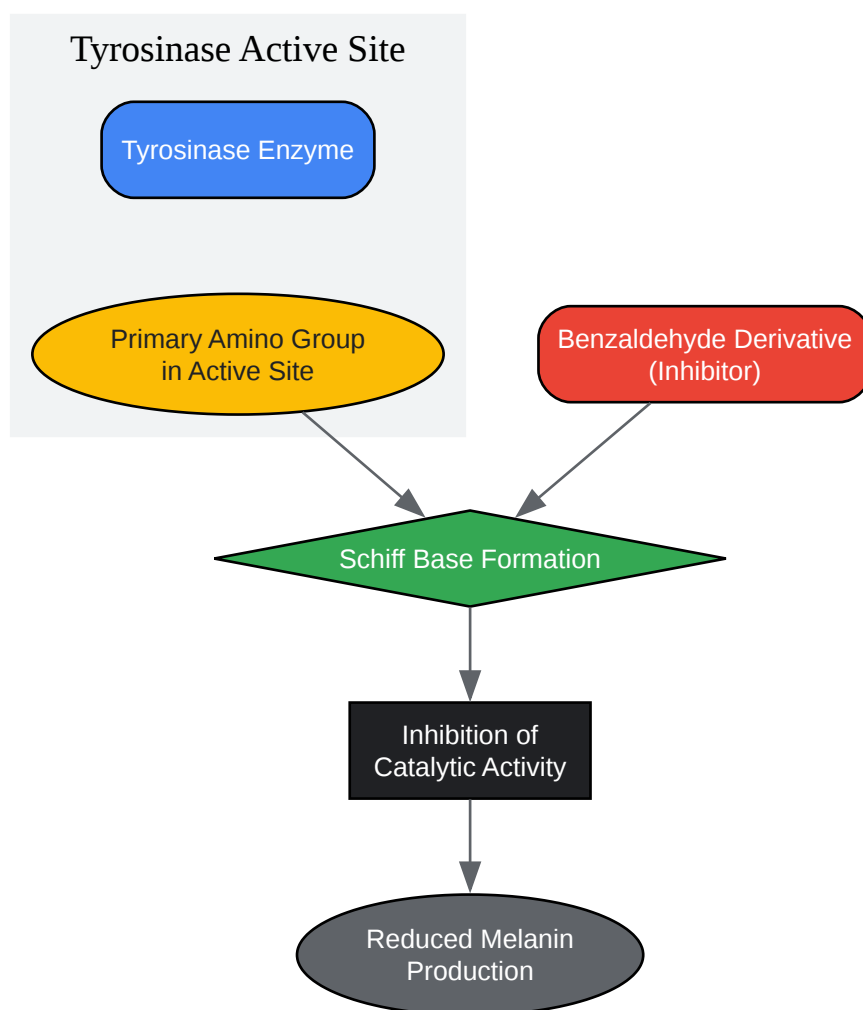 Tyrosinase Active Site
Tyrosinase Enzyme
Primary Amino Group
in Active Site
Benzaldehyde Derivative
(Inhibitor)
Schiff Base Formation
Inhibition of
Catalytic Activity
Reduced Melanin
Production